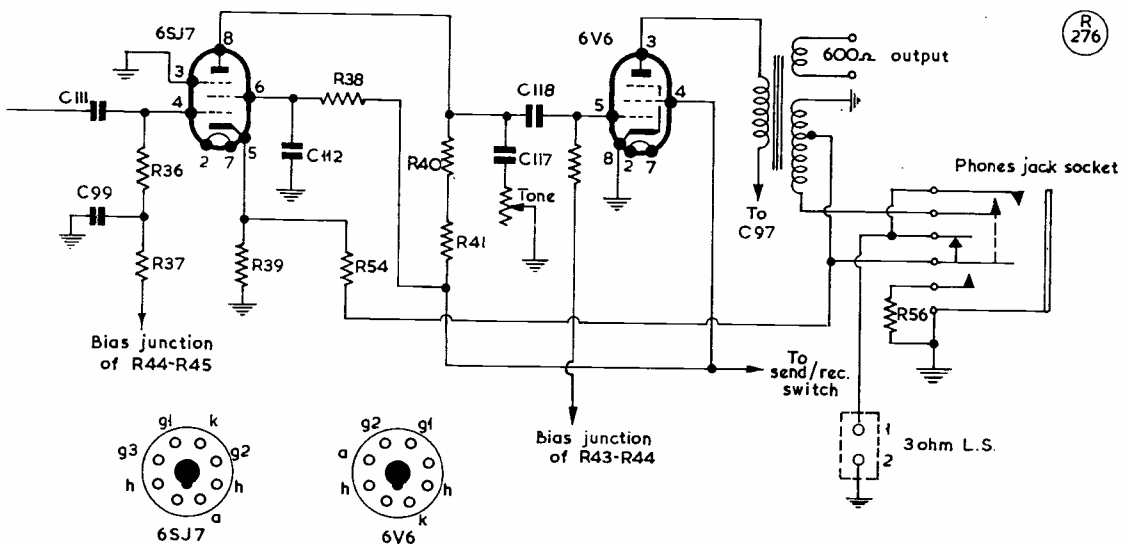 R
276
6SJ7
8
3
4
6
2
7
5
C111
R36
C99
R37
Bias junction
of R44-R45
C112
R38
R39
R54
R40
R41
C118
C117
Tone
6V6
3
5
4
8
2
7
Bias junction
of R43-R44
To
C97
600Ω output
Phones jack socket
R56
To
send/rec.
switch
1
2
3 ohm L.S.
g1
k
g3
g2
h
h
a
6SJ7
g2
g1
a
h
h
k
6V6